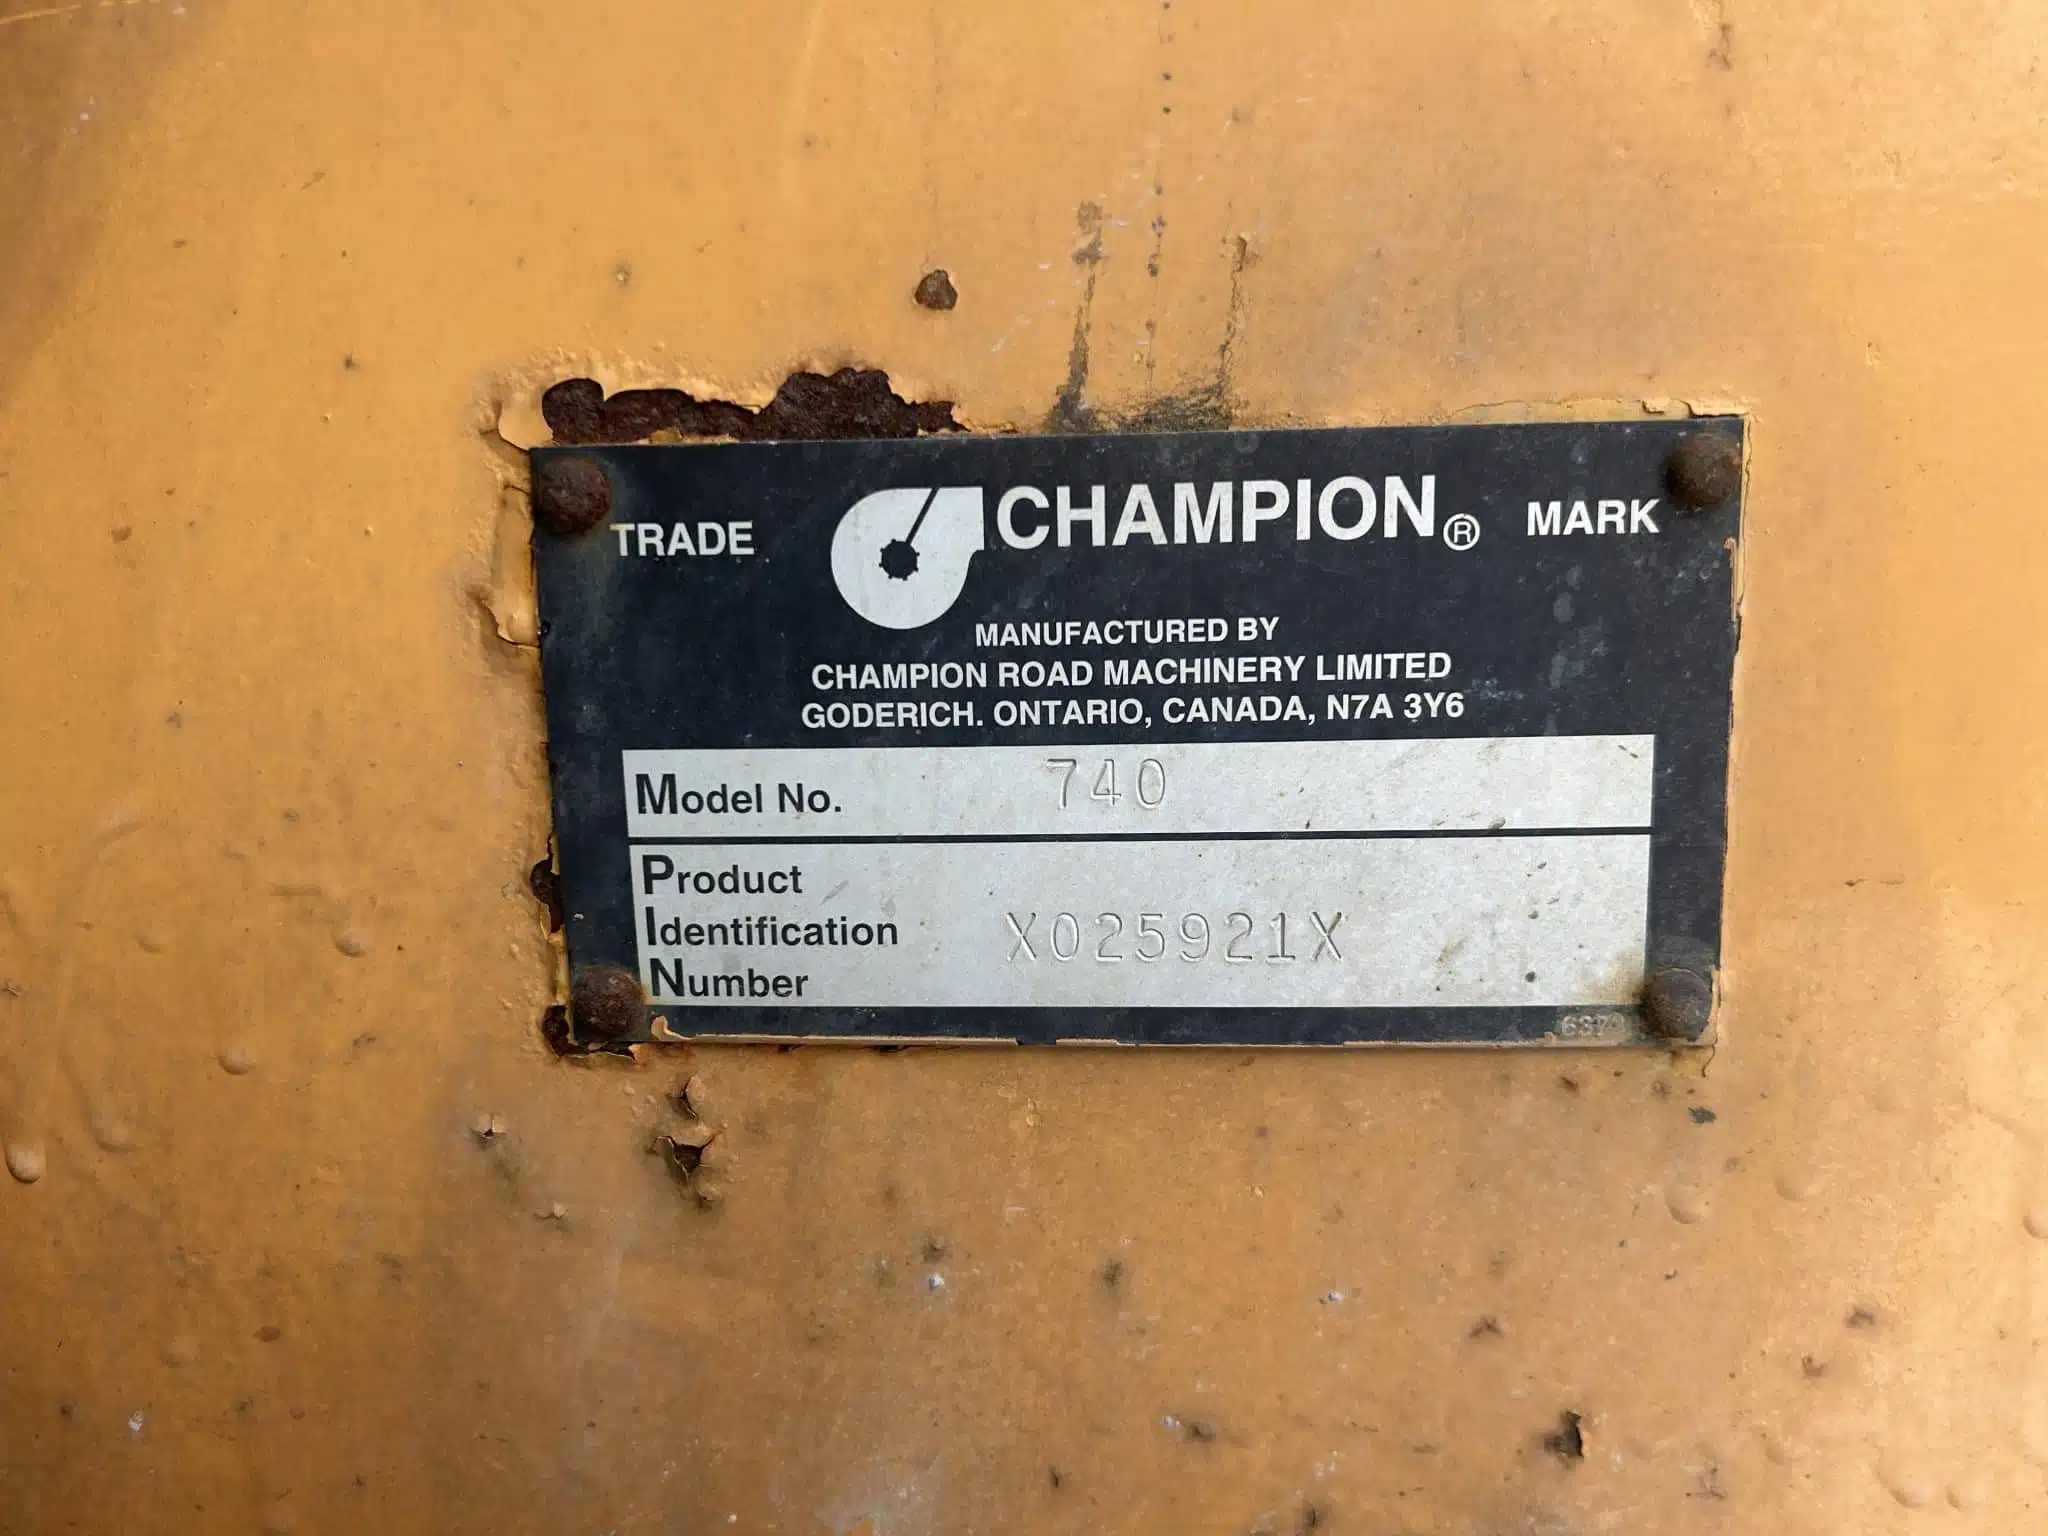 TRADE CHAMPION® MARK
MANUFACTURED BY
CHAMPION ROAD MACHINERY LIMITED
GODERICH. ONTARIO, CANADA, N7A 3Y6
Model No. 740
Product
Identification X025921X
Number